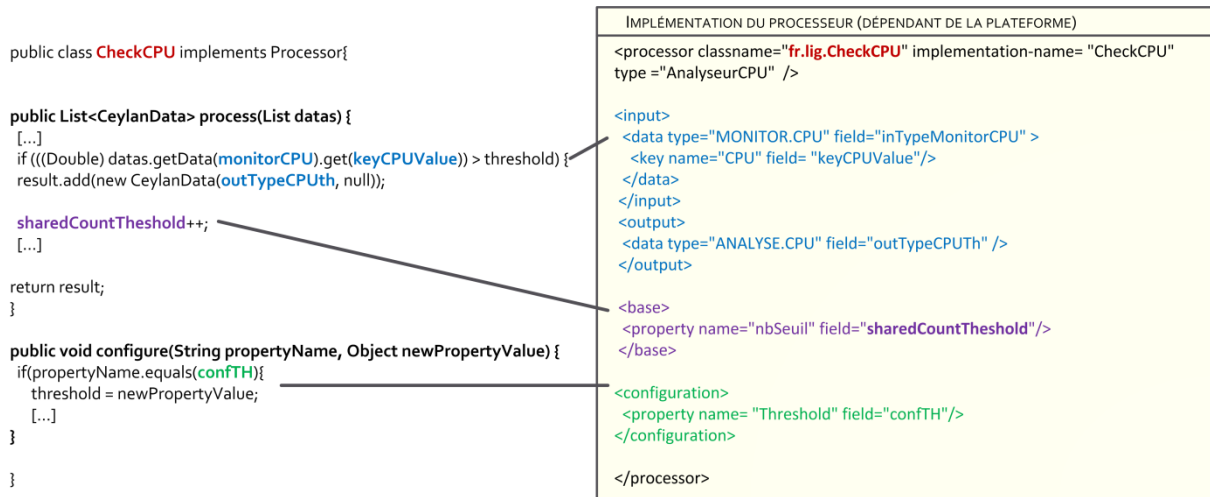 public class CheckCPU implements Processor{
public List<CeylanData> process(List datas) {
[...]
if (((Double) datas.getData(monitorCPU).get(keyCPUValue)) > threshold) {
result.add(new CeylanData(outTypeCPUth, null));
sharedCountTheshold++;
[...]
return result;
}
public void configure(String propertyName, Object newPropertyValue) {
if(propertyName.equals(confTH){
threshold = newPropertyValue;
[...]
}
}
IMPLÉMENTATION DU PROCESSEUR (DÉPENDANT DE LA PLATEFORME)
<processor classname="fr.lig.CheckCPU" implementation-name= "CheckCPU"
type ="AnalyseurCPU" />
<input>
<data type="MONITOR.CPU" field="inTypeMonitorCPU" >
<key name="CPU" field= "keyCPUValue"/>
</data>
</input>
<output>
<data type="ANALYSE.CPU" field="outTypeCPUTh" />
</output>
<base>
<property name="nbSeuil" field="sharedCountTheshold"/>
</base>
<configuration>
<property name= "Threshold" field="confTH"/>
</configuration>
</processor>